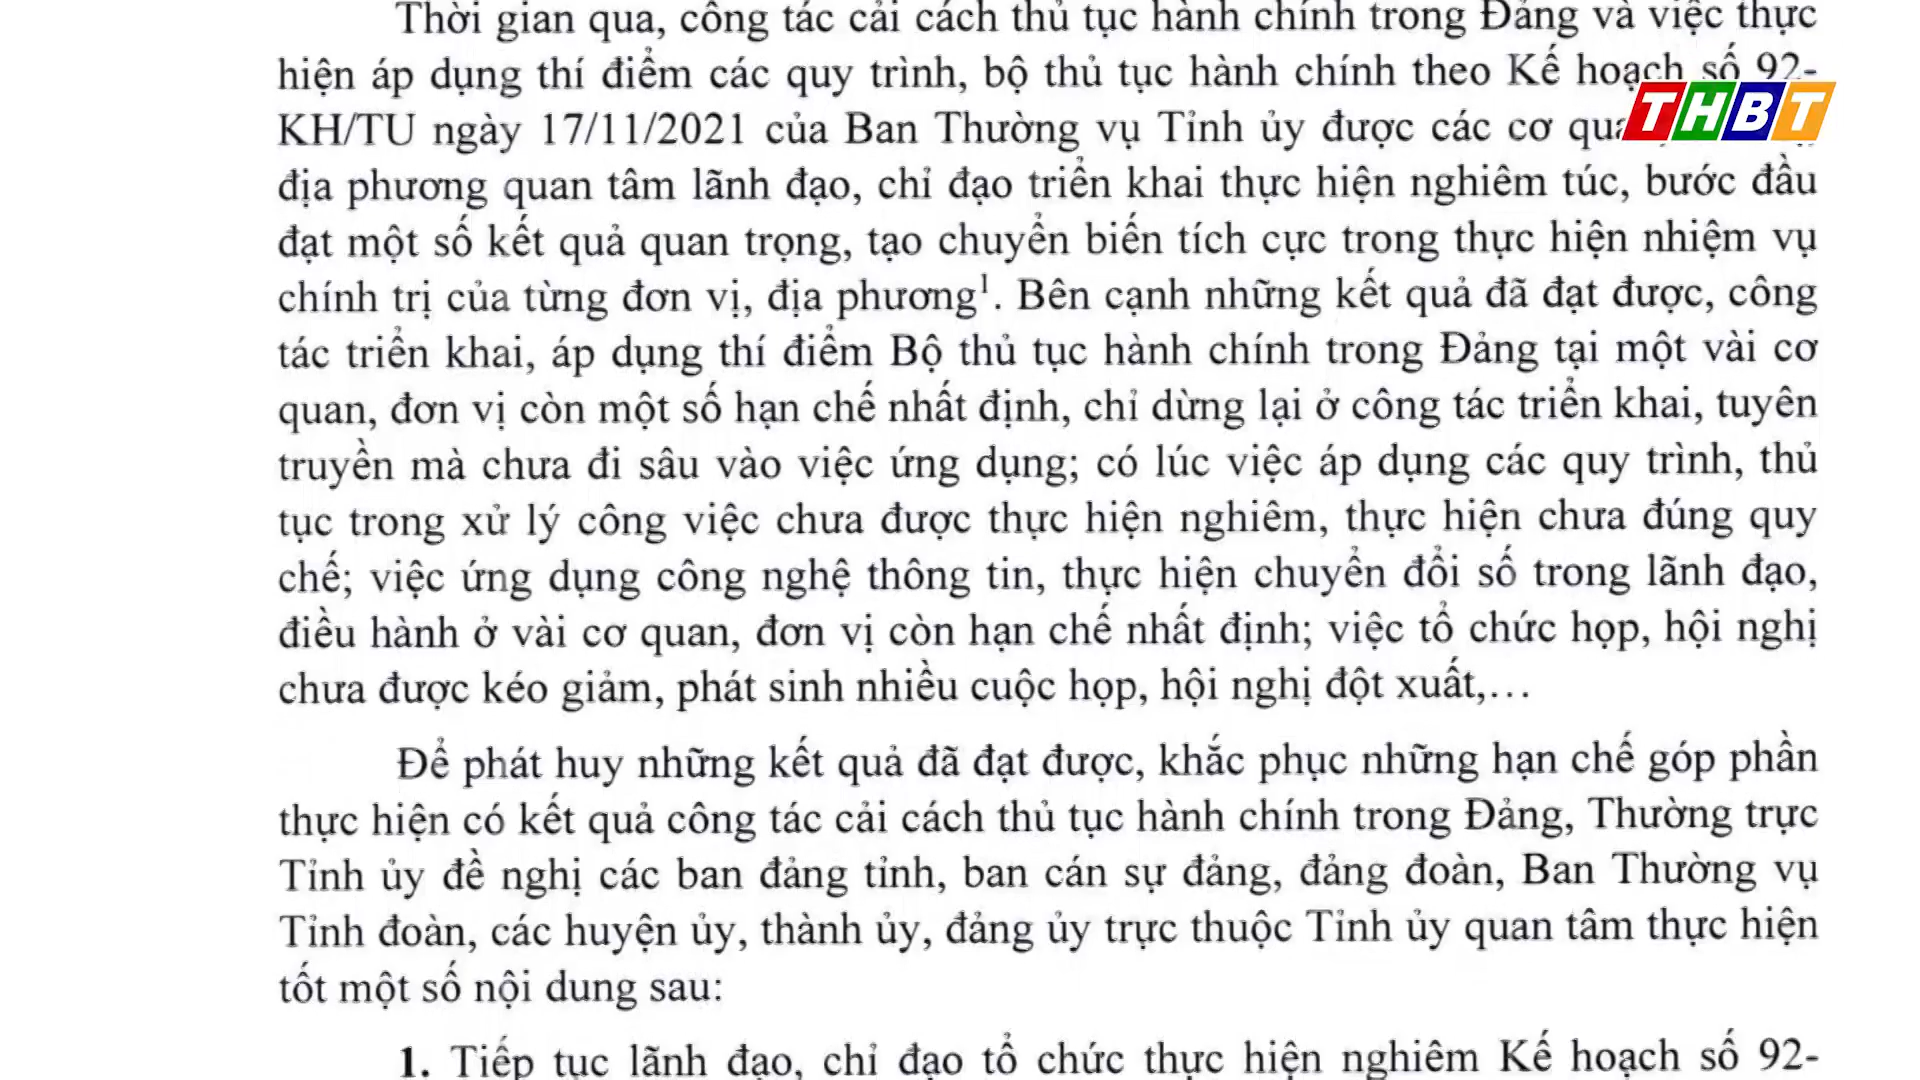 Thời gian qua, công tác cải cách thủ tục hành chính trong Đảng và việc thực
hiện áp dụng thí điểm các quy trình, bộ thủ tục hành chính theo Kế hoạch số 92-
THBT
KH/TU ngày 17/11/2021 của Ban Thường vụ Tỉnh ủy được các cơ
địa phương quan tâm lãnh đạo, chỉ đạo triển khai thực hiện nghiêm túc, bước đầu
đạt một số kết quả quan trọng, tạo chuyển biến tích cực trong thực hiện nhiệm vụ
chính trị của từng đơn vị, địa phương¹. Bên cạnh những kết quả đã đạt được, công
tác triển khai, áp dụng thí điểm Bộ thủ tục hành chính trong Đảng tại một vài cơ
quan, đơn vị còn một số hạn chế nhất định, chỉ dừng lại ở công tác triển khai, tuyên
truyền mà chưa đi sâu vào việc ứng dụng; có lúc việc áp dụng các quy trình, thủ
tục trong xử lý công việc chưa được thực hiện nghiêm, thực hiện chưa đúng quy
chế; việc ứng dụng công nghệ thông tin, thực hiện chuyển đổi số trong lãnh đạo,
điều hành ở vài cơ quan, đơn vị còn hạn chế nhất định; việc tổ chức họp, hội nghị
chưa được kéo giảm, phát sinh nhiều cuộc họp, hội nghị đột xuất,…
Để phát huy những kết quả đã đạt được, khắc phục những hạn chế góp phần
thực hiện có kết quả công tác cải cách thủ tục hành chính trong Đảng, Thường trực
Tỉnh ủy đề nghị các ban đảng tỉnh, ban cán sự đảng, đảng đoàn, Ban Thường vụ
Tỉnh đoàn, các huyện ủy, thành ủy, đảng ủy trực thuộc Tỉnh ủy quan tâm thực hiện
tốt một số nội dung sau:
1. Tiếp tục lãnh đạo, chỉ đạo tổ chức thực hiện nghiêm Kế hoạch số 92-